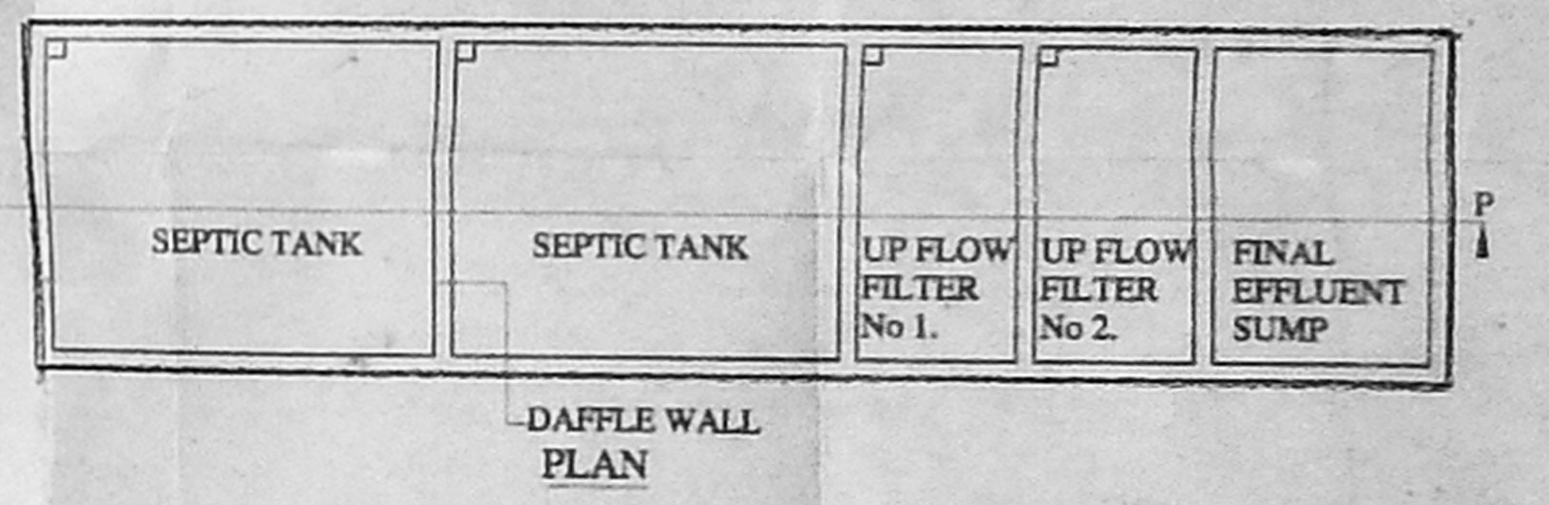 P
SEPTIC TANK
SEPTIC TANK
UP FLOW
FILTER
No 1.
UP FLOW
FILTER
No 2.
FINAL
EFFLUENT
SUMP
DAFFLE WALL
PLAN